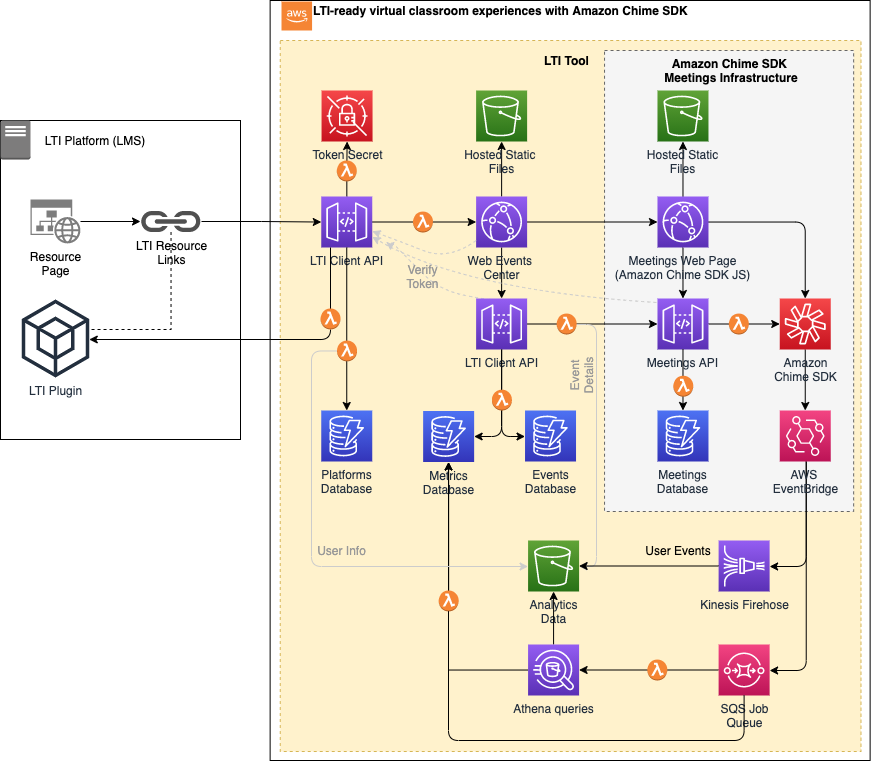 aws
LTI-ready virtual classroom experiences with Amazon Chime SDK
LTI Tool
Amazon Chime SDK
Meetings Infrastructure
LTI Platform (LMS)
Token Secret
λ
Hosted Static
Files
Hosted Static
Files
Resource
Page
LTI Resource
Links
LTI Client API
λ
Web Events
Center
Meetings Web Page
(Amazon Chime SDK JS)
Verify
Token
λ
LTI Plugin
λ
LTI Client API
λ
Event
Details
Meetings API
λ
Amazon
Chime SDK
λ
λ
Platforms
Database
Metrics
Database
Events
Database
Meetings
Database
AWS
EventBridge
User Info
User Events
Analytics
Data
Kinesis Firehose
λ
Athena queries
λ
SQS Job
Queue